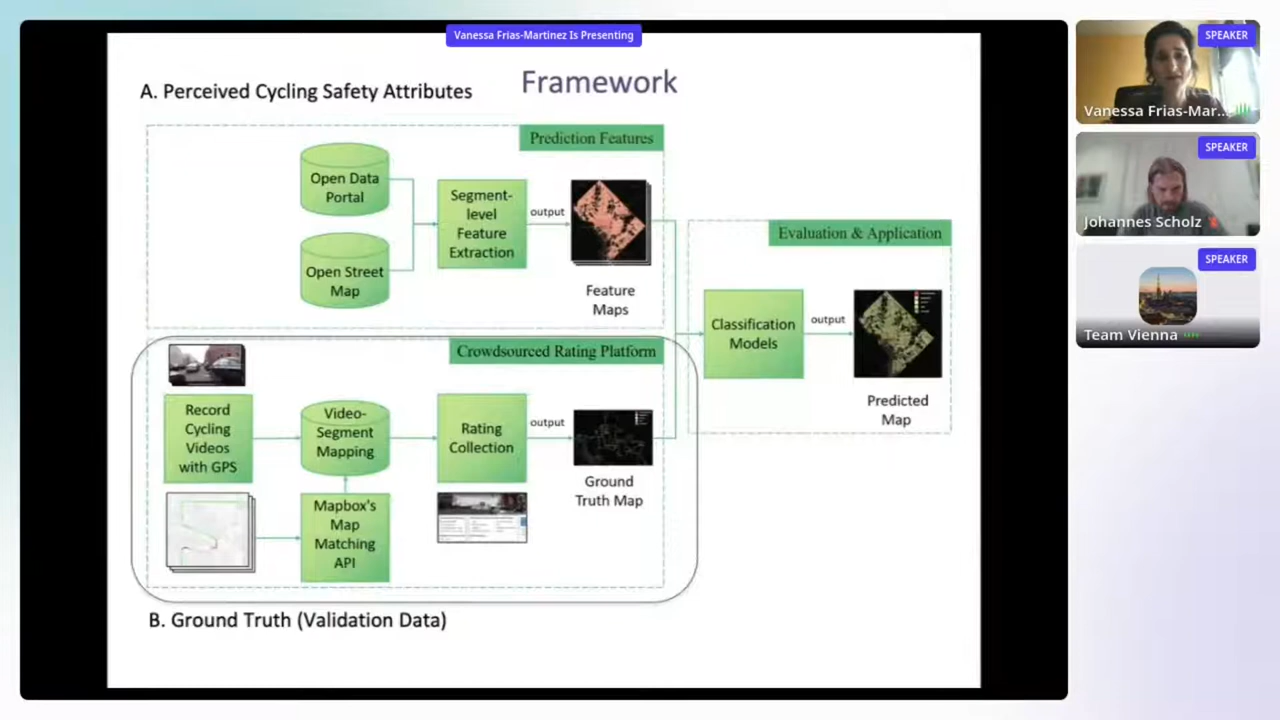 Vanessa Frias-Martinez Is Presenting
Framework
A. Perceived Cycling Safety Attributes
Prediction Features
Open Data
Portal
Open Street
Map
Segment-
level
Feature
Extraction
output
Feature
Maps
Evaluation & Application
Classification
Models
output
Predicted
Map
Crowdsourced Rating Platform
Record
Cycling
Videos
with GPS
Video-
Segment
Mapping
Mapbox's
Map
Matching
API
Rating
Collection
output
Ground
Truth Map
B. Ground Truth (Validation Data)
SPEAKER
Vanessa Frias-Mar...
SPEAKER
Johannes Scholz
SPEAKER
Team Vienna